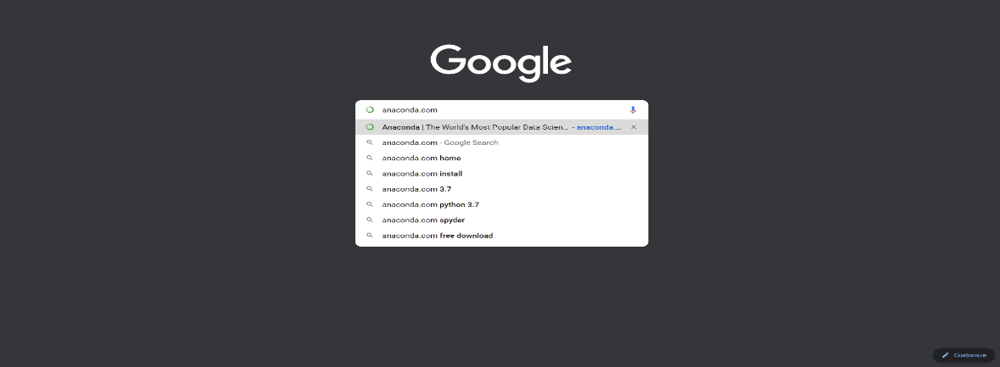 Google
anaconda.com
Anaconda | The World's Most Popular Data Scien... - anaconda....
anaconda.com - Google Search
anaconda.com home
anaconda.com install
anaconda.com 3.7
anaconda.com python 3.7
anaconda.com spyder
anaconda.com free download
Customize